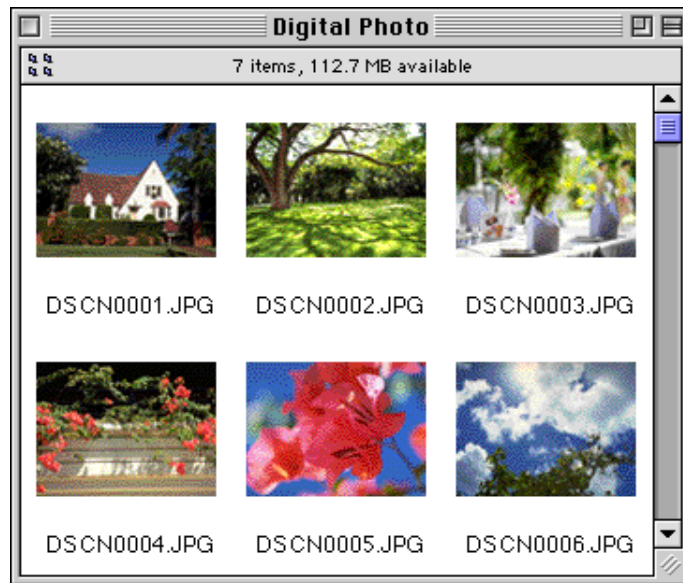 Digital Photo
7 items, 112.7 MB available
DSCN0001.JPG
DSCN0002.JPG
DSCN0003.JPG
DSCN0004.JPG
DSCN0005.JPG
DSCN0006.JPG